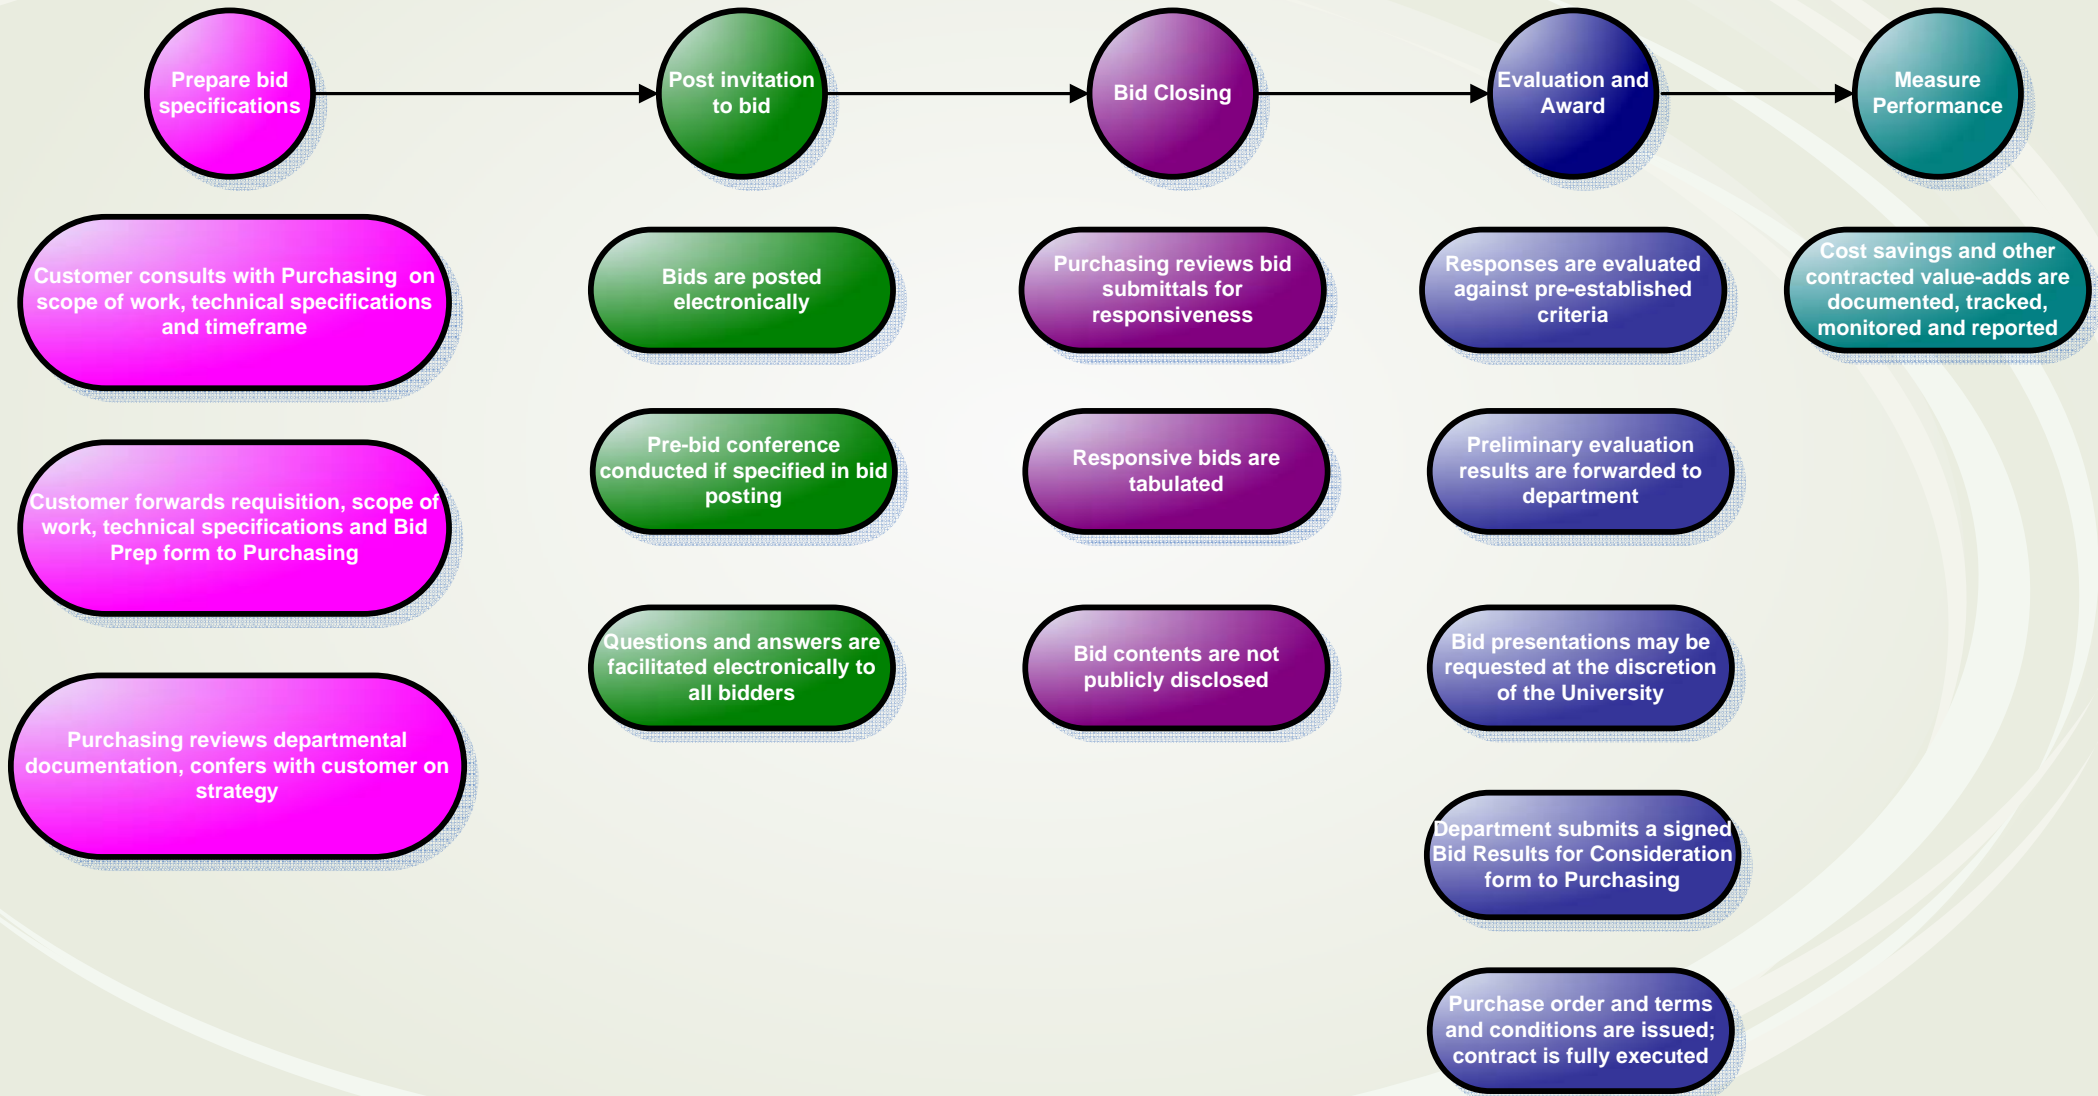 Prepare bid
specifications
Post invitation
to bid
Bid Closing
Evaluation and
Award
Measure
Performance
Customer consults with Purchasing  on
scope of work, technical specifications
and timeframe
Customer forwards requisition, scope of
work, technical specifications and Bid
Prep form to Purchasing
Purchasing reviews departmental
documentation, confers with customer on
strategy
Bids are posted
electronically
Pre-bid conference
conducted if specified in bid
posting
Questions and answers are
facilitated electronically to
all bidders
Purchasing reviews bid
submittals for
responsiveness
Responsive bids are
tabulated
Bid contents are not
publicly disclosed
Responses are evaluated
against pre-established
criteria
Preliminary evaluation
results are forwarded to
department
Bid presentations may be
requested at the discretion
of the University
Department submits a signed
Bid Results for Consideration
form to Purchasing
Purchase order and terms
and conditions are issued;
contract is fully executed
Cost savings and other
contracted value-adds are
documented, tracked,
monitored and reported